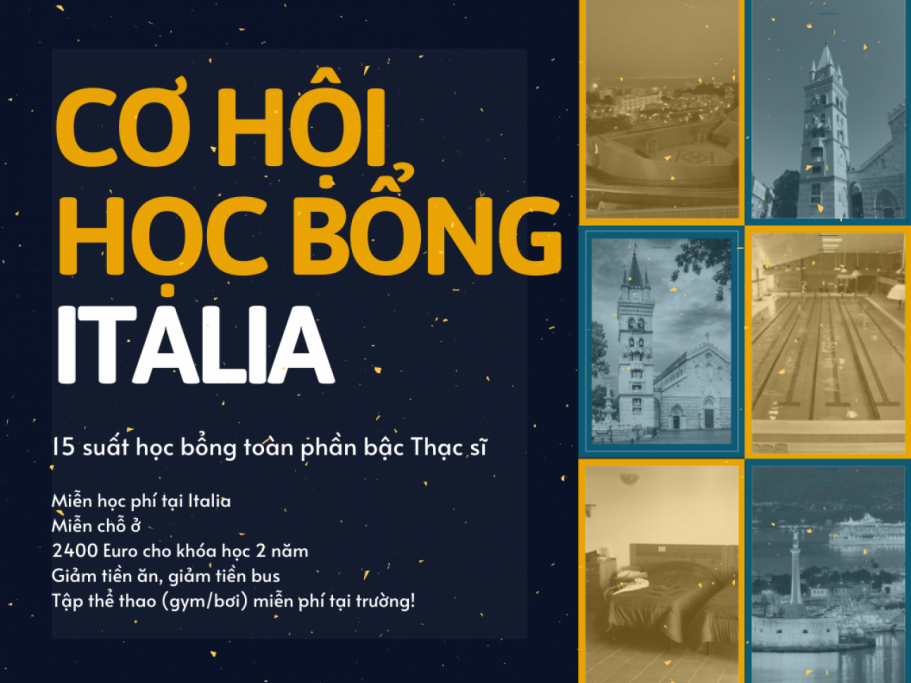 CƠ HỘI
HỌC BỔNG
ITALIA
15 suất học bổng toàn phần bậc Thạc sĩ
Miễn học phí tại Italia
Miễn chỗ ở
2400 Euro cho khóa học 2 năm
Giảm tiền ăn, giảm tiền bus
Tập thể thao (gym/bơi) miễn phí tại trường!